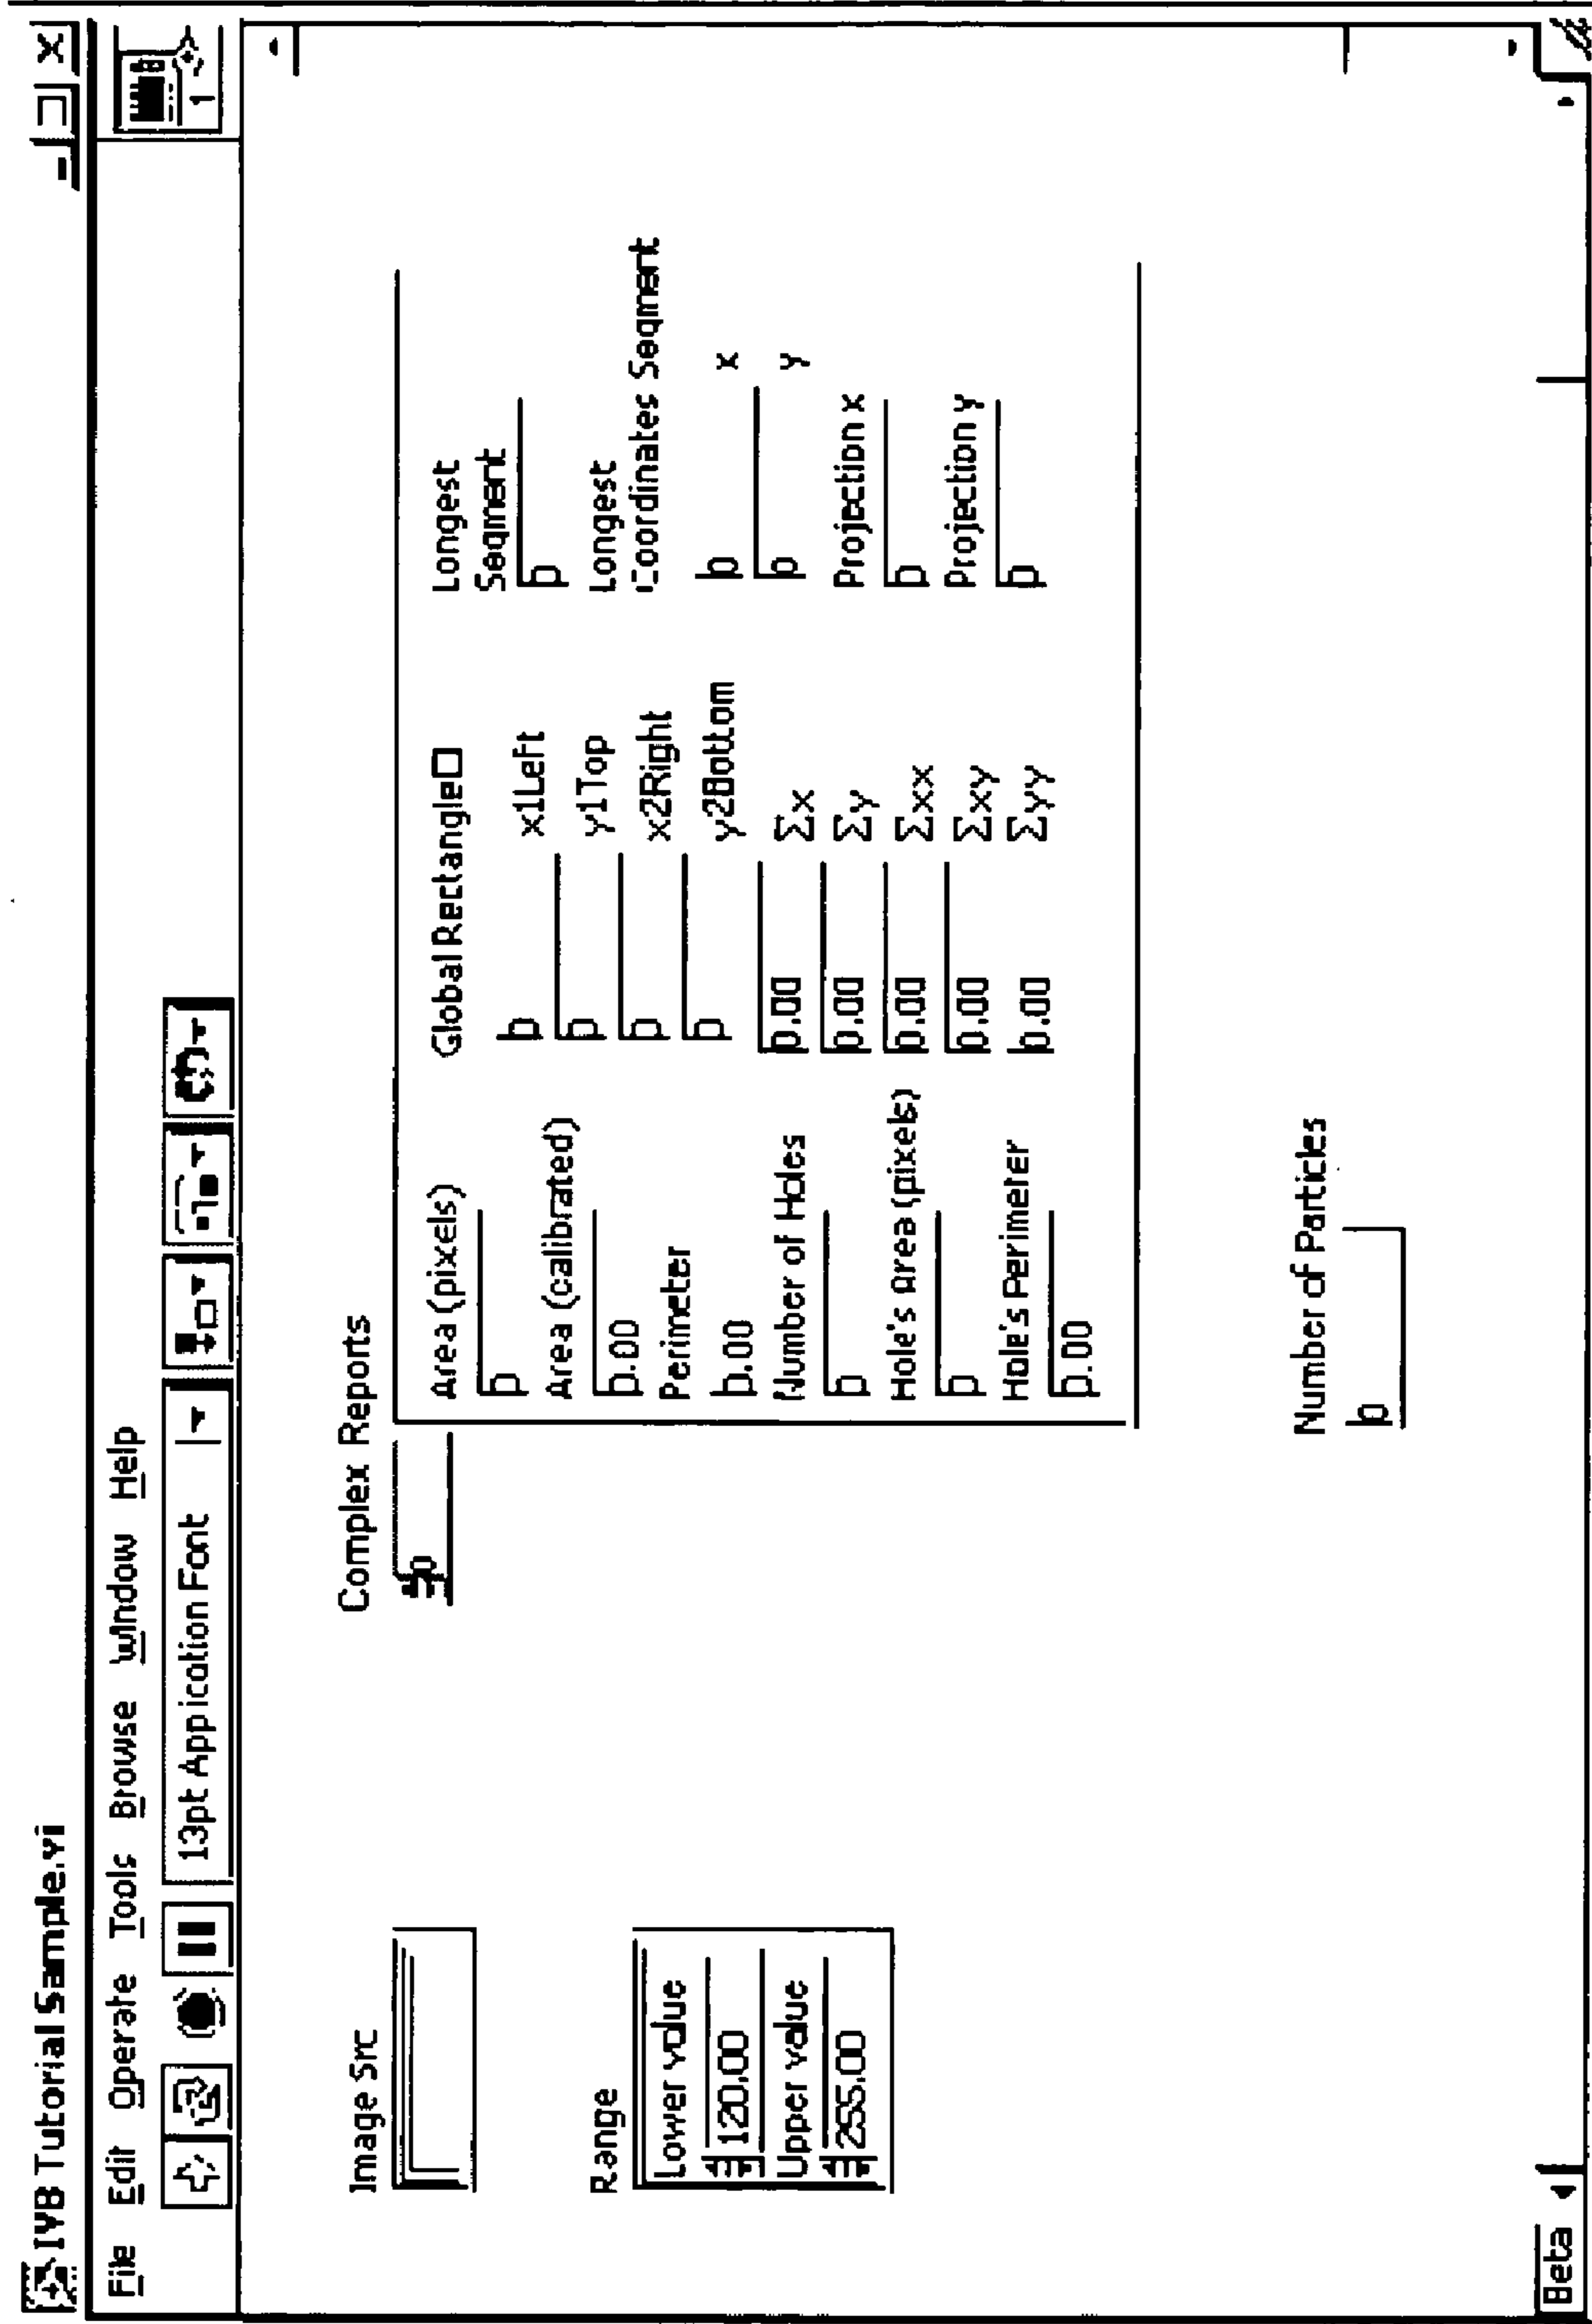 IVB Tutorial Sample.vi
File Edit Operate Tools Browse Window Help
13pt Application Font
1
Image Src
Range
Lower value
120.00
Upper value
255.00
Complex Reports
0
Area (pixels)
0
Area (calibrated)
0.00
Perimeter
0.00
Number of Holes
0
Hole's Area (pixels)
0
Hole's Perimeter
0.00
Global Rectangle
0 x1Left
0 y1Top
0 x2Right
0 y2Bottom
0.00 Σx
0.00 Σy
0.00 Σxx
0.00 Σxy
0.00 Σyy
Longest
Segment
0
Longest
Coordinates Segment
0 x
0 y
Projection x
0
Projection y
0
Number of Particles
0
Beta